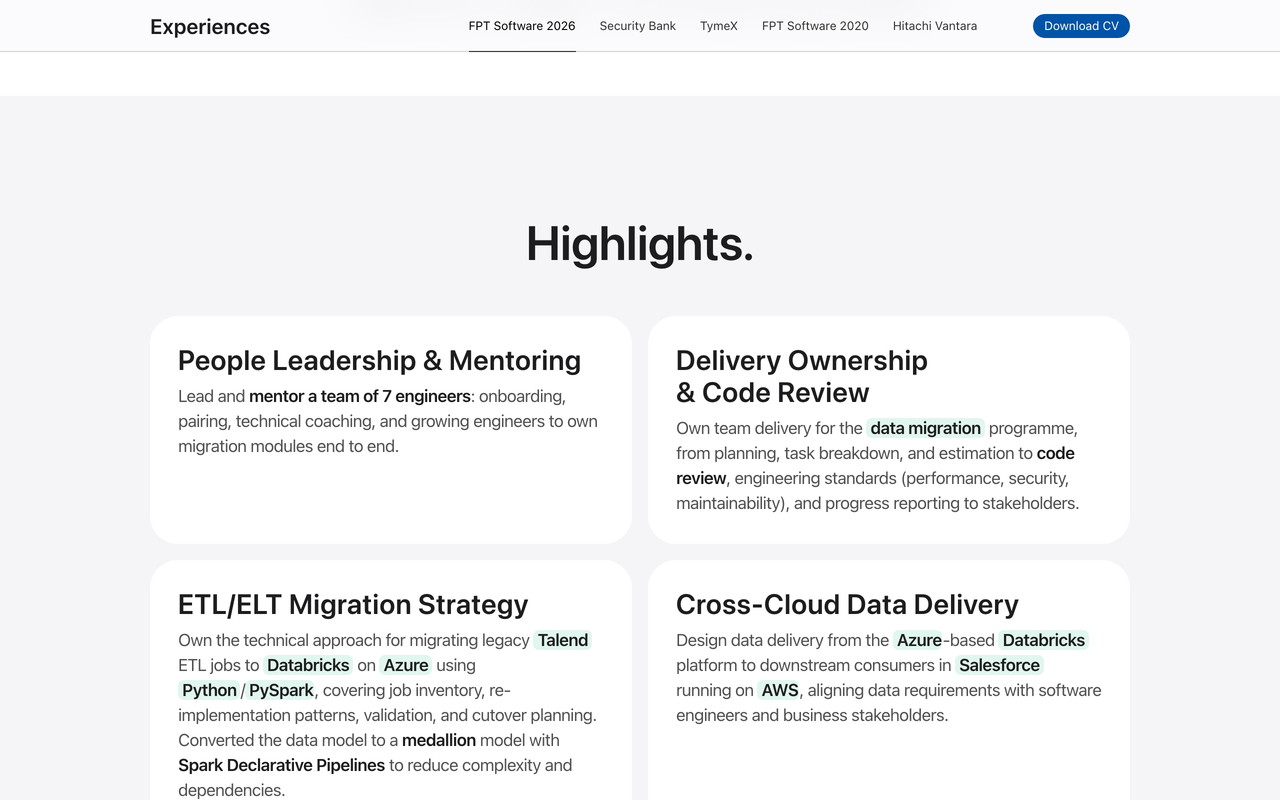 Experiences
FPT Software 2026
Security Bank
TymeX
FPT Software 2020
Hitachi Vantara
Download CV
Highlights.
People Leadership & Mentoring
Lead and mentor a team of 7 engineers: onboarding,
pairing, technical coaching, and growing engineers to own
migration modules end to end.
Delivery Ownership
& Code Review
Own team delivery for the data migration programme,
from planning, task breakdown, and estimation to code
review, engineering standards (performance, security,
maintainability), and progress reporting to stakeholders.
ETL/ELT Migration Strategy
Own the technical approach for migrating legacy Talend
ETL jobs to Databricks on Azure using
Python / PySpark, covering job inventory, re-
implementation patterns, validation, and cutover planning.
Converted the data model to a medallion model with
Spark Declarative Pipelines to reduce complexity and
dependencies.
Cross-Cloud Data Delivery
Design data delivery from the Azure-based Databricks
platform to downstream consumers in Salesforce
running on AWS, aligning data requirements with software
engineers and business stakeholders.